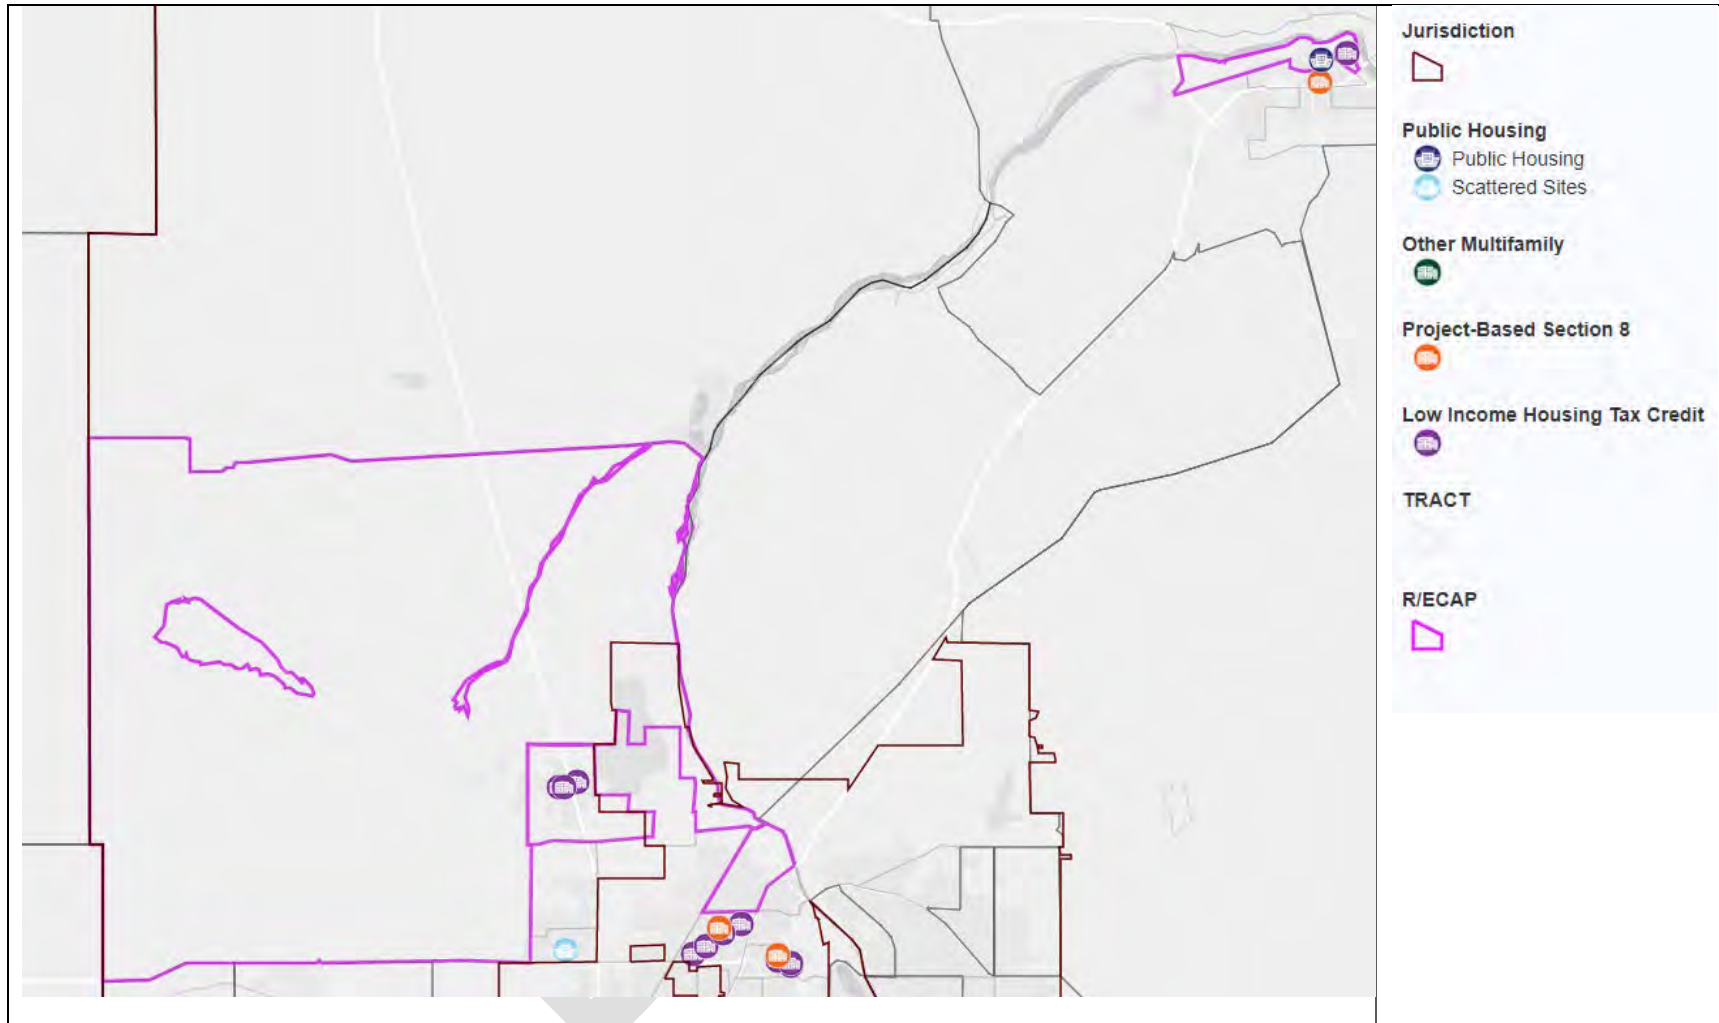 Jurisdiction
Public Housing
Public Housing
Scattered Sites
Other Multifamily
Project-Based Section 8
Low Income Housing Tax Credit
TRACT
R/ECAP